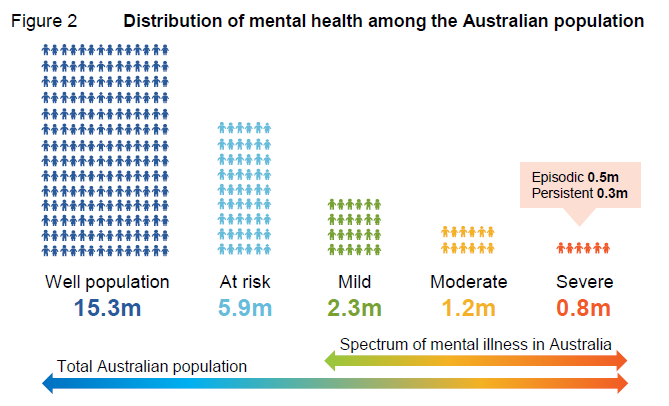 Figure 2 Distribution of mental health among the Australian population
Episodic 0.5m
Persistent 0.3m
Well population
15.3m
At risk
5.9m
Mild
2.3m
Moderate
1.2m
Severe
0.8m
Spectrum of mental illness in Australia
Total Australian population